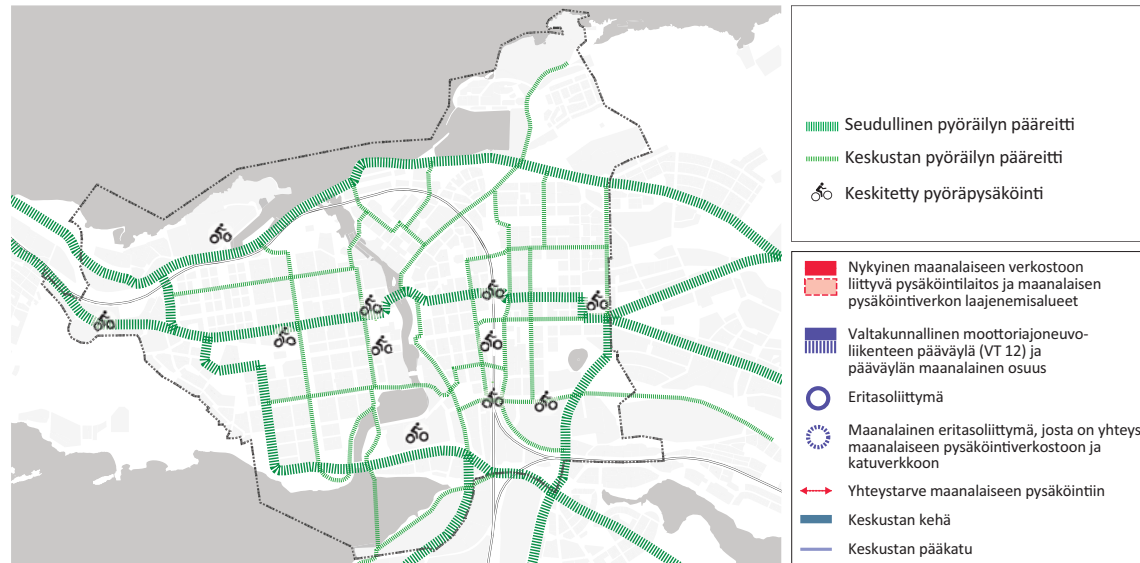 Seudullinen pyöräilyn pääreitti
Keskustan pyöräilyn pääreitti
Keskitetty pyöräpysäköinti
Nykyinen maanalaiseen verkostoon
liittyvä pysäköintilaitos ja maanalaisen
pysäköintiverkon laajenemisalueet
Valtakunnallinen moottoriajoneuvo-
liikenteen pääväylä (VT 12) ja
pääväylän maanalainen osuus
Eritasoliittymä
Maanalainen eritasoliittymä, josta on yhteys
maanalaiseen pysäköintiverkostoon ja
katuverkkoon
Yhteystarve maanalaiseen pysäköintiin
Keskustan kehä
Keskustan pääkatu